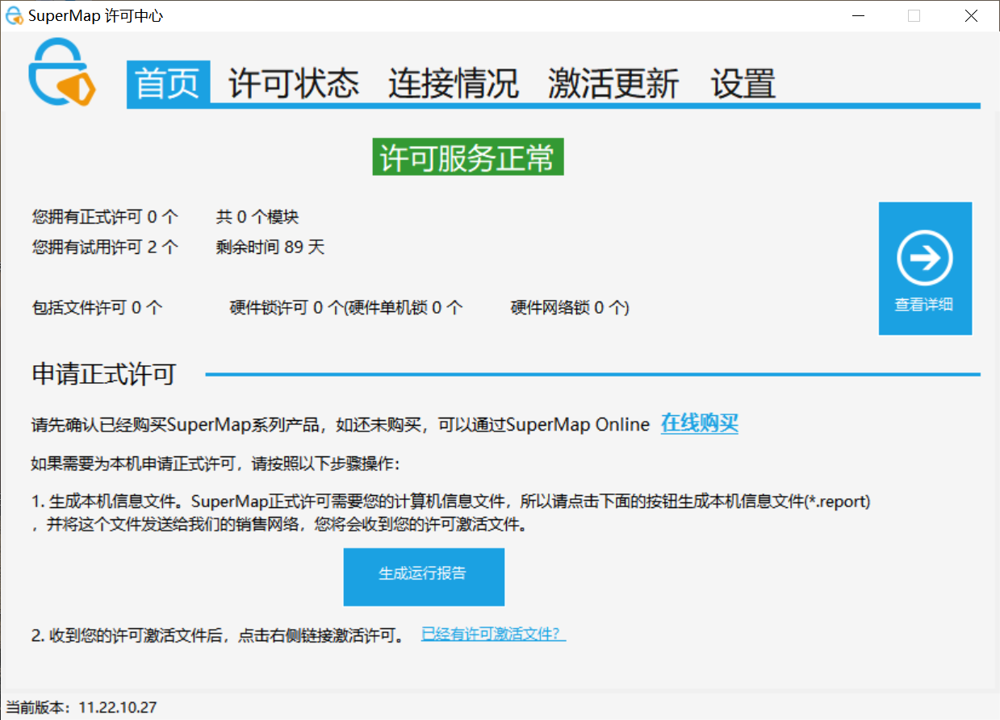 SuperMap 许可中心
首页 许可状态 连接情况 激活更新 设置
许可服务正常
您拥有正式许可 0 个 共 0 个模块
您拥有试用许可 2 个 剩余时间 89 天
查看详细
包括文件许可 0 个 硬件锁许可 0 个(硬件单机锁 0 个 硬件网络锁 0 个)
申请正式许可
请先确认已经购买SuperMap系列产品，如还未购买，可以通过SuperMap Online 在线购买
如果需要为本机申请正式许可，请按照以下步骤操作：
1. 生成本机信息文件。SuperMap正式许可需要您的计算机信息文件，所以请点击下面的按钮生成本机信息文件(*.report)
，并将这个文件发送给我们的销售网络，您将会收到您的许可激活文件。
生成运行报告
2. 收到您的许可激活文件后，点击右侧链接激活许可。 已经有许可激活文件？
当前版本：11.22.10.27